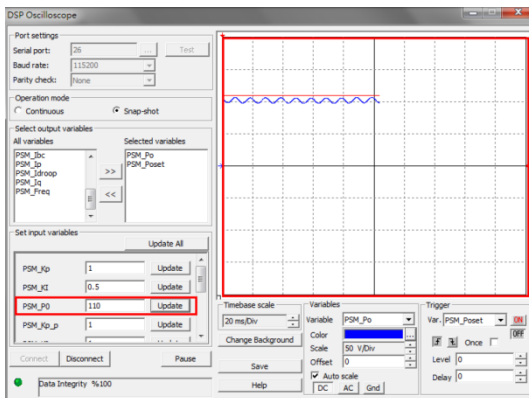 DSP Oscilloscope
Port settings
Serial port: 26 ... Test
Baud rate: 115200
Parity check: None
Operation mode
Continuous Snap-shot
Select output variables
All variables Selected variables
PSM_Ibc
PSM_Ip
PSM_Idroop
PSM_Iq
PSM_Freq
>>
<<
PSM_Po
PSM_Poset
Set input variables
Update All
PSM_Kp 1 Update
PSM_KI 0.5 Update
PSM_P0 110 Update
PSM_Kp_p 1 Update
Connect Disconnect Pause
Data Integrity %100
Timebase scale
20 ms/Div
Change Background
Save
Help
Variables
Variable PSM_Po
Color ...
Scale 50 V/Div
Offset 0
Auto scale
DC AC Gnd
Trigger
Var. PSM_Poset ON
OFF
Once
Level 0
Delay 0